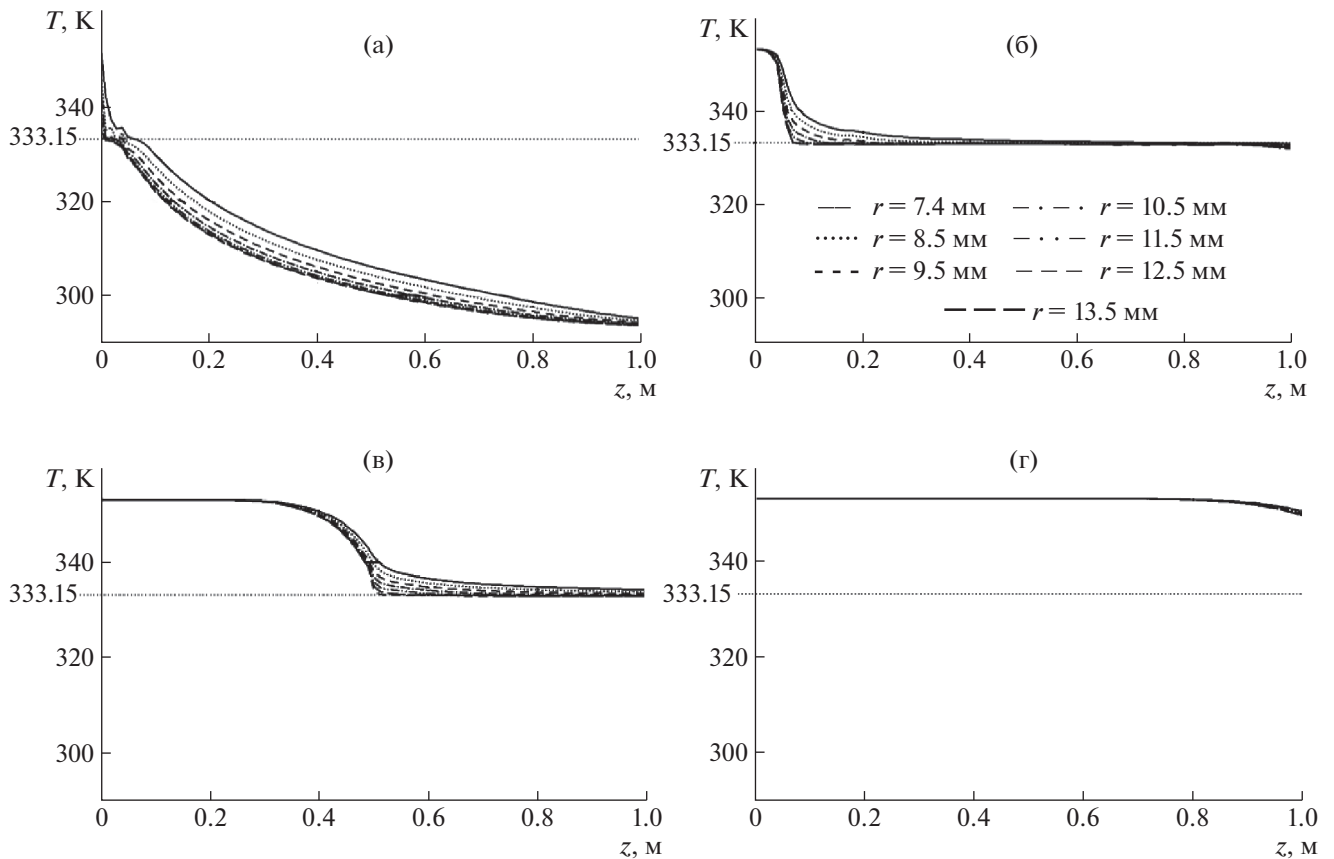 T, K
(а)
340
333.15
320
300
0 0.2 0.4 0.6 0.8 1.0
z, м
T, K
(б)
340
333.15
320
300
r = 7.4 мм
r = 10.5 мм
r = 8.5 мм
r = 11.5 мм
r = 9.5 мм
r = 12.5 мм
r = 13.5 мм
0 0.2 0.4 0.6 0.8 1.0
z, м
T, K
(в)
340
333.15
320
300
0 0.2 0.4 0.6 0.8 1.0
z, м
T, K
(г)
340
333.15
320
300
0 0.2 0.4 0.6 0.8 1.0
z, м